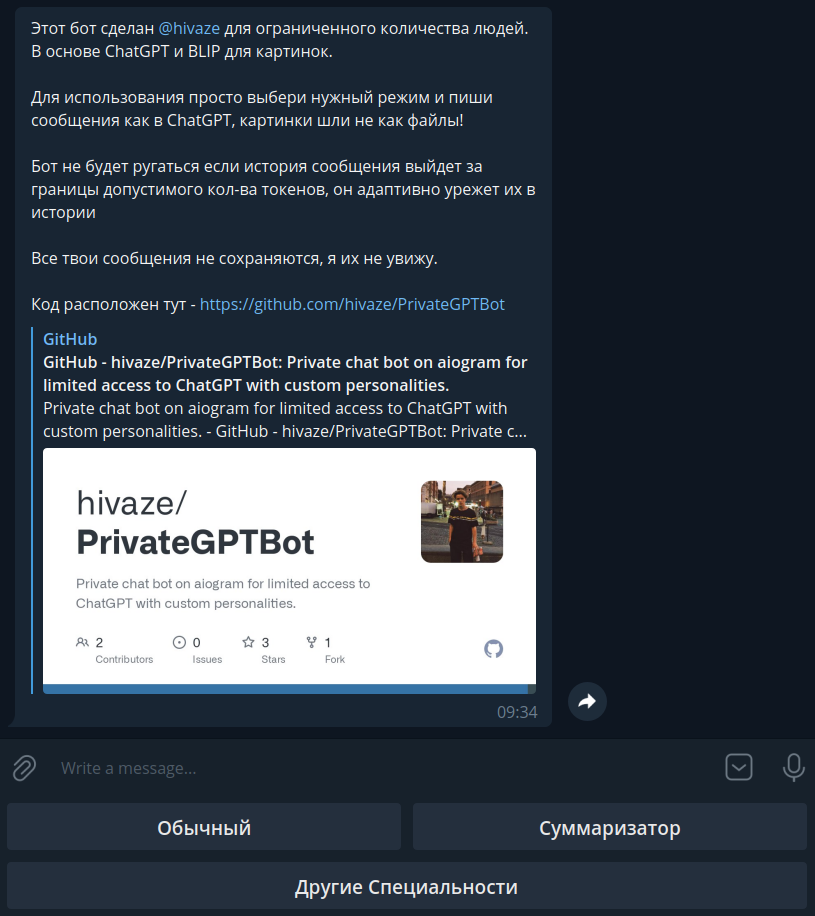 Этот бот сделан @hivaze для ограниченного количества людей.
В основе ChatGPT и BLIP для картинок.
Для использования просто выбери нужный режим и пиши
сообщения как в ChatGPT, картинки шли не как файлы!
Бот не будет ругаться если история сообщения выйдет за
границы допустимого кол-ва токенов, он адаптивно урежет их в
истории
Все твои сообщения не сохраняются, я их не увижу.
Код расположен тут - https://github.com/hivaze/PrivateGPTBot
GitHub
GitHub - hivaze/PrivateGPTBot: Private chat bot on aiogram for
limited access to ChatGPT with custom personalities.
Private chat bot on aiogram for limited access to ChatGPT with
custom personalities. - GitHub - hivaze/PrivateGPTBot: Private c...
hivaze/
PrivateGPTBot
Private chat bot on aiogram for limited access to
ChatGPT with custom personalities.
2 0 3 1
Contributors Issues Stars Fork
09:34
Write a message...
Обычный Суммаризатор
Другие Специальности